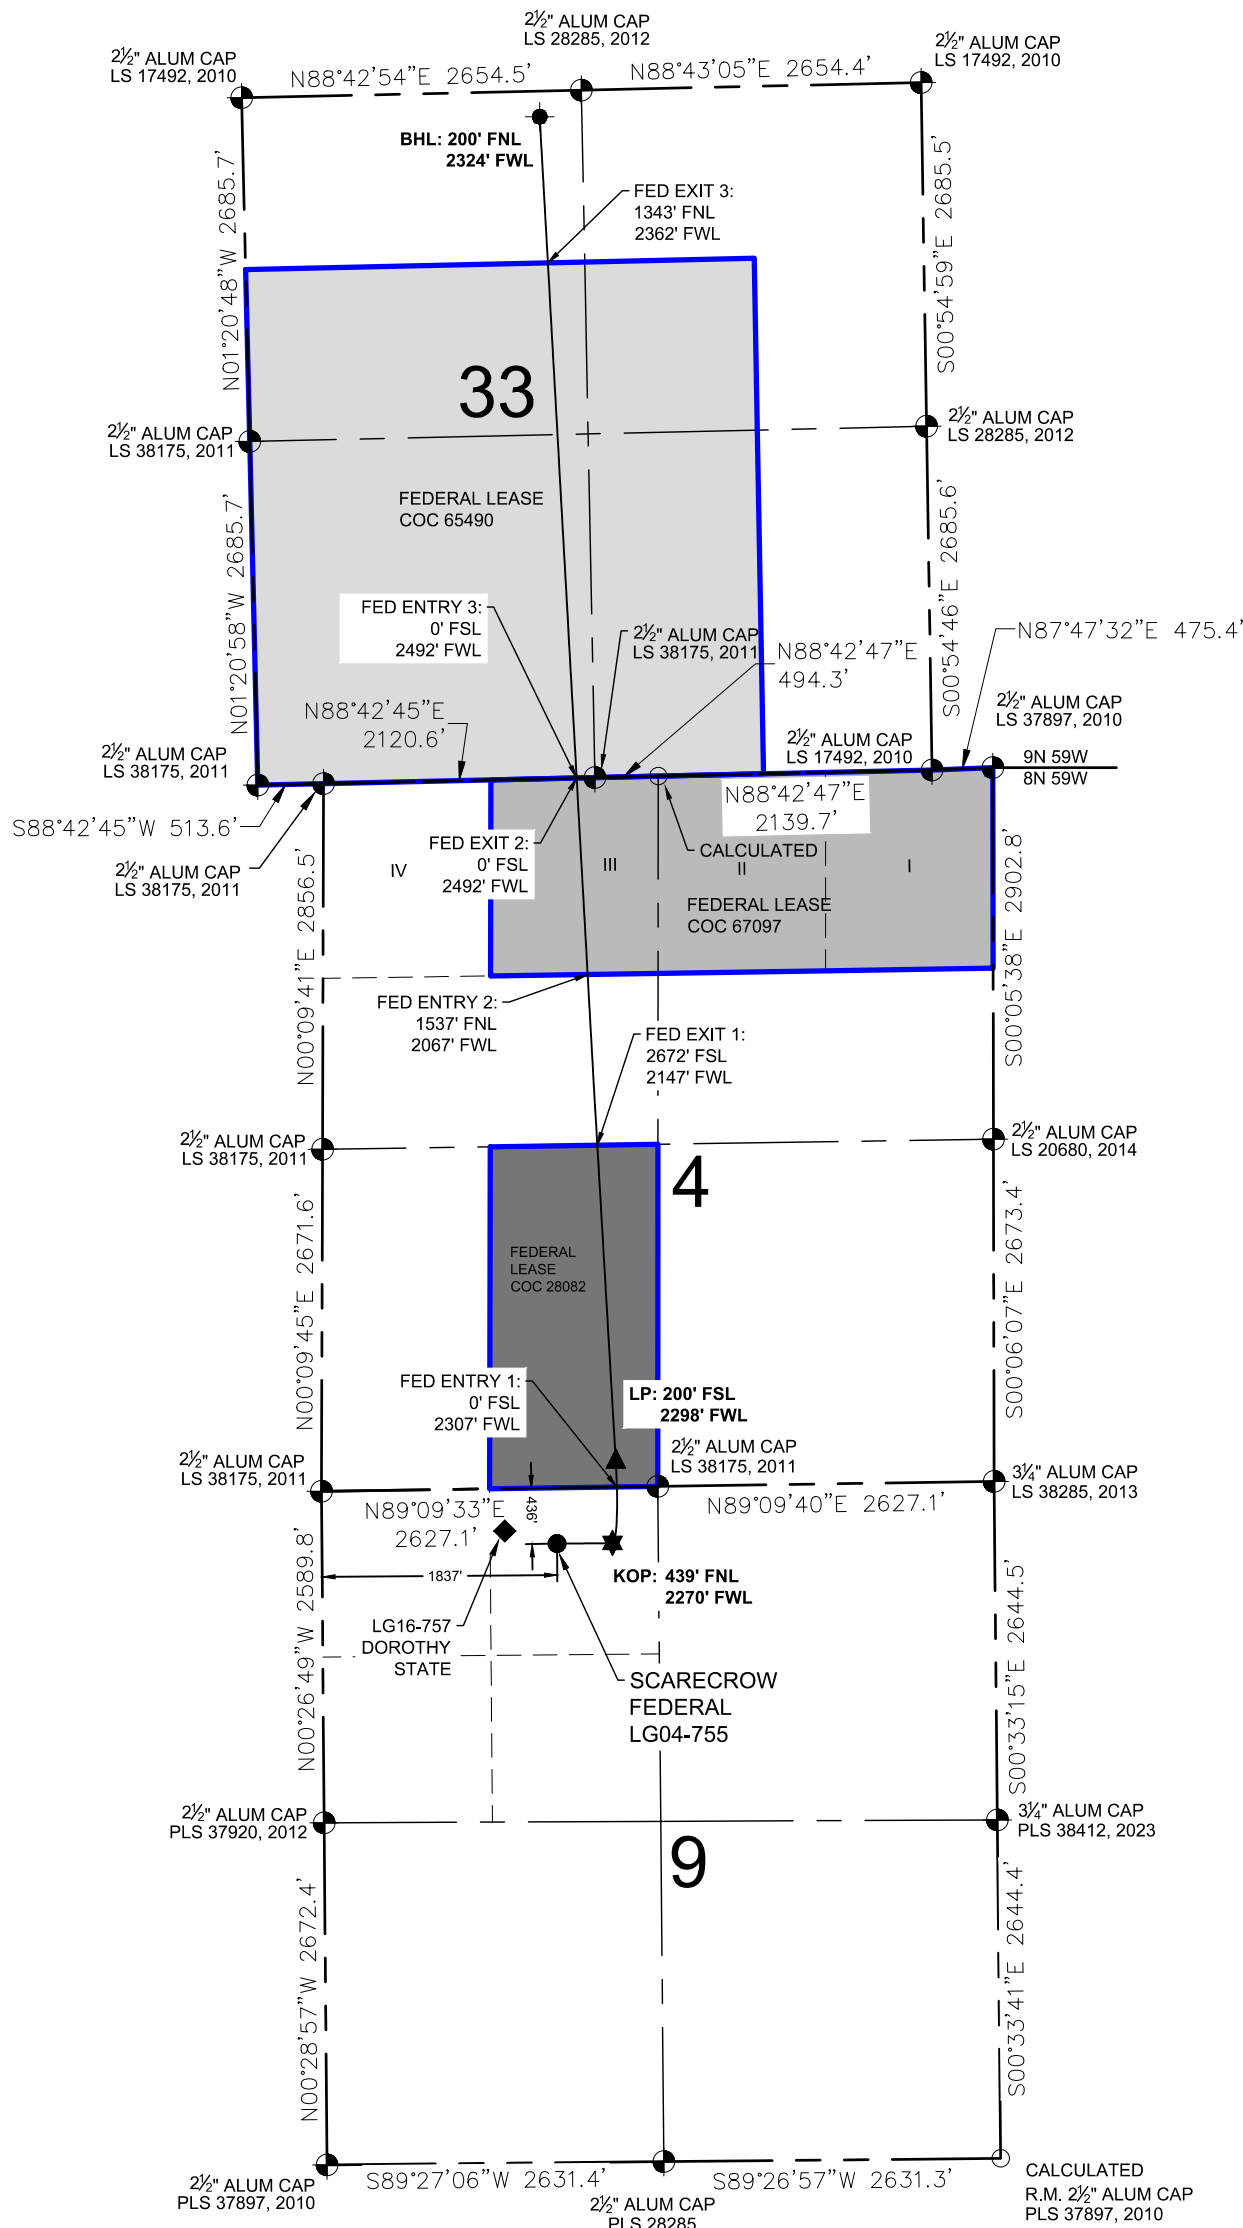 2½" ALUM CAP
LS 28285, 2012
2½" ALUM CAP
LS 17492, 2010
2½" ALUM CAP
LS 17492, 2010
N88°42'54"E 2654.5'
N88°43'05"E 2654.4'
BHL: 200' FNL
2324' FWL
N01°20'48"W 2685.7'
S00°54'59"E 2685.5'
FED EXIT 3:
1343' FNL
2362' FWL
33
2½" ALUM CAP
LS 38175, 2011
2½" ALUM CAP
LS 28285, 2012
FEDERAL LEASE
COC 65490
N01°20'58"W 2685.7'
S00°54'46"E 2685.6'
FED ENTRY 3:
0' FSL
2492' FWL
2½" ALUM CAP
LS 38175, 2011
N88°42'47"E
494.3'
N87°47'32"E 475.4'
N88°42'45"E
2120.6'
2½" ALUM CAP
LS 37897, 2010
2½" ALUM CAP
LS 38175, 2011
2½" ALUM CAP
LS 17492, 2010
9N 59W
8N 59W
S88°42'45"W 513.6'
N88°42'47"E
2139.7'
2½" ALUM CAP
LS 38175, 2011
FED EXIT 2:
0' FSL
2492' FWL
CALCULATED
IV
III
II
I
FEDERAL LEASE
COC 67097
N00°09'41"E 2856.5'
S00°05'38"E 2902.8'
FED ENTRY 2:
1537' FNL
2067' FWL
FED EXIT 1:
2672' FSL
2147' FWL
2½" ALUM CAP
LS 38175, 2011
2½" ALUM CAP
LS 20680, 2014
4
FEDERAL
LEASE
COC 28082
N00°09'45"E 2671.6'
S00°06'07"E 2673.4'
FED ENTRY 1:
0' FSL
2307' FWL
LP: 200' FSL
2298' FWL
2½" ALUM CAP
LS 38175, 2011
2½" ALUM CAP
LS 38175, 2011
3¼" ALUM CAP
LS 38285, 2013
N89°09'33"E
2627.1'
436'
N89°09'40"E 2627.1'
1837'
KOP: 439' FNL
2270' FWL
N00°26'49"W 2589.8'
S00°33'15"E 2644.5'
LG16-757
DOROTHY
STATE
SCARECROW
FEDERAL
LG04-755
2½" ALUM CAP
PLS 37920, 2012
3¼" ALUM CAP
PLS 38412, 2023
9
N00°28'57"W 2672.4'
S00°33'41"E 2644.4'
2½" ALUM CAP
PLS 37897, 2010
S89°27'06"W 2631.4'
S89°26'57"W 2631.3'
2½" ALUM CAP
PLS 28285
CALCULATED
R.M. 2½" ALUM CAP
PLS 37897, 2010